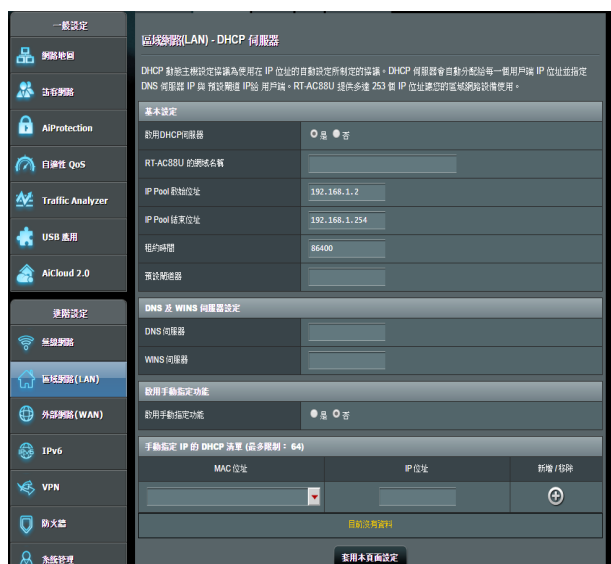 一般設定
網路地圖
訪客網路
AiProtection
自適性 QoS
Traffic Analyzer
USB 應用
AiCloud 2.0
進階設定
無線網路
區域網路(LAN)
外部網路(WAN)
IPv6
VPN
防火牆
系統管理
區域網路(LAN) - DHCP 伺服器
DHCP 動態主機設定協議為使用在 IP 位址的自動設定所制定的協議。DHCP 伺服器會自動分配給每一個用戶端 IP 位址並指定
DNS 伺服器 IP 與 預設閘道 IP給 用戶端。RT-AC88U 提供多達 253 個 IP 位址讓您的區域網路設備使用。
基本設定
啟用DHCP伺服器 是 否
RT-AC88U 的網域名稱
IP Pool 起始位址 192.168.1.2
IP Pool 結束位址 192.168.1.254
租約時間 86400
預設閘道器
DNS 及 WINS 伺服器設定
DNS 伺服器
WINS 伺服器
啟用手動指定功能
啟用手動指定功能 是 否
手動指定 IP 的 DHCP 清單 (最多限制： 64)
MAC 位址 IP 位址 新增 / 移除
目前沒有資料
套用本頁面設定